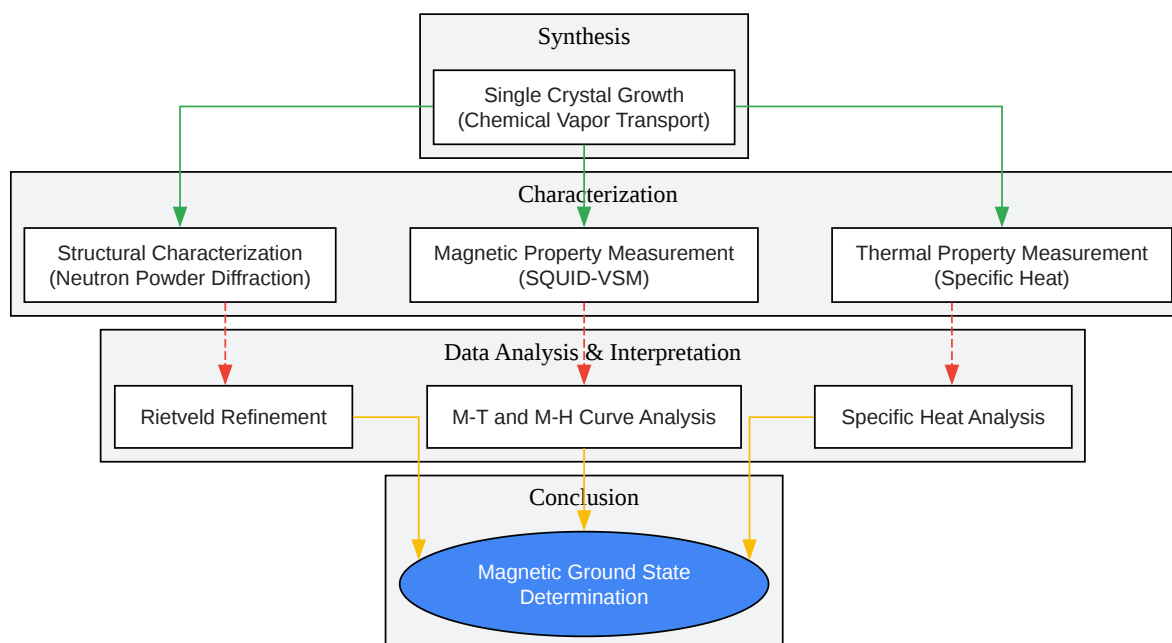 Synthesis
Single Crystal Growth
(Chemical Vapor Transport)
Characterization
Structural Characterization
(Neutron Powder Diffraction)
Magnetic Property Measurement
(SQUID-VSM)
Thermal Property Measurement
(Specific Heat)
Data Analysis & Interpretation
Rietveld Refinement
M-T and M-H Curve Analysis
Specific Heat Analysis
Conclusion
Magnetic Ground State
Determination